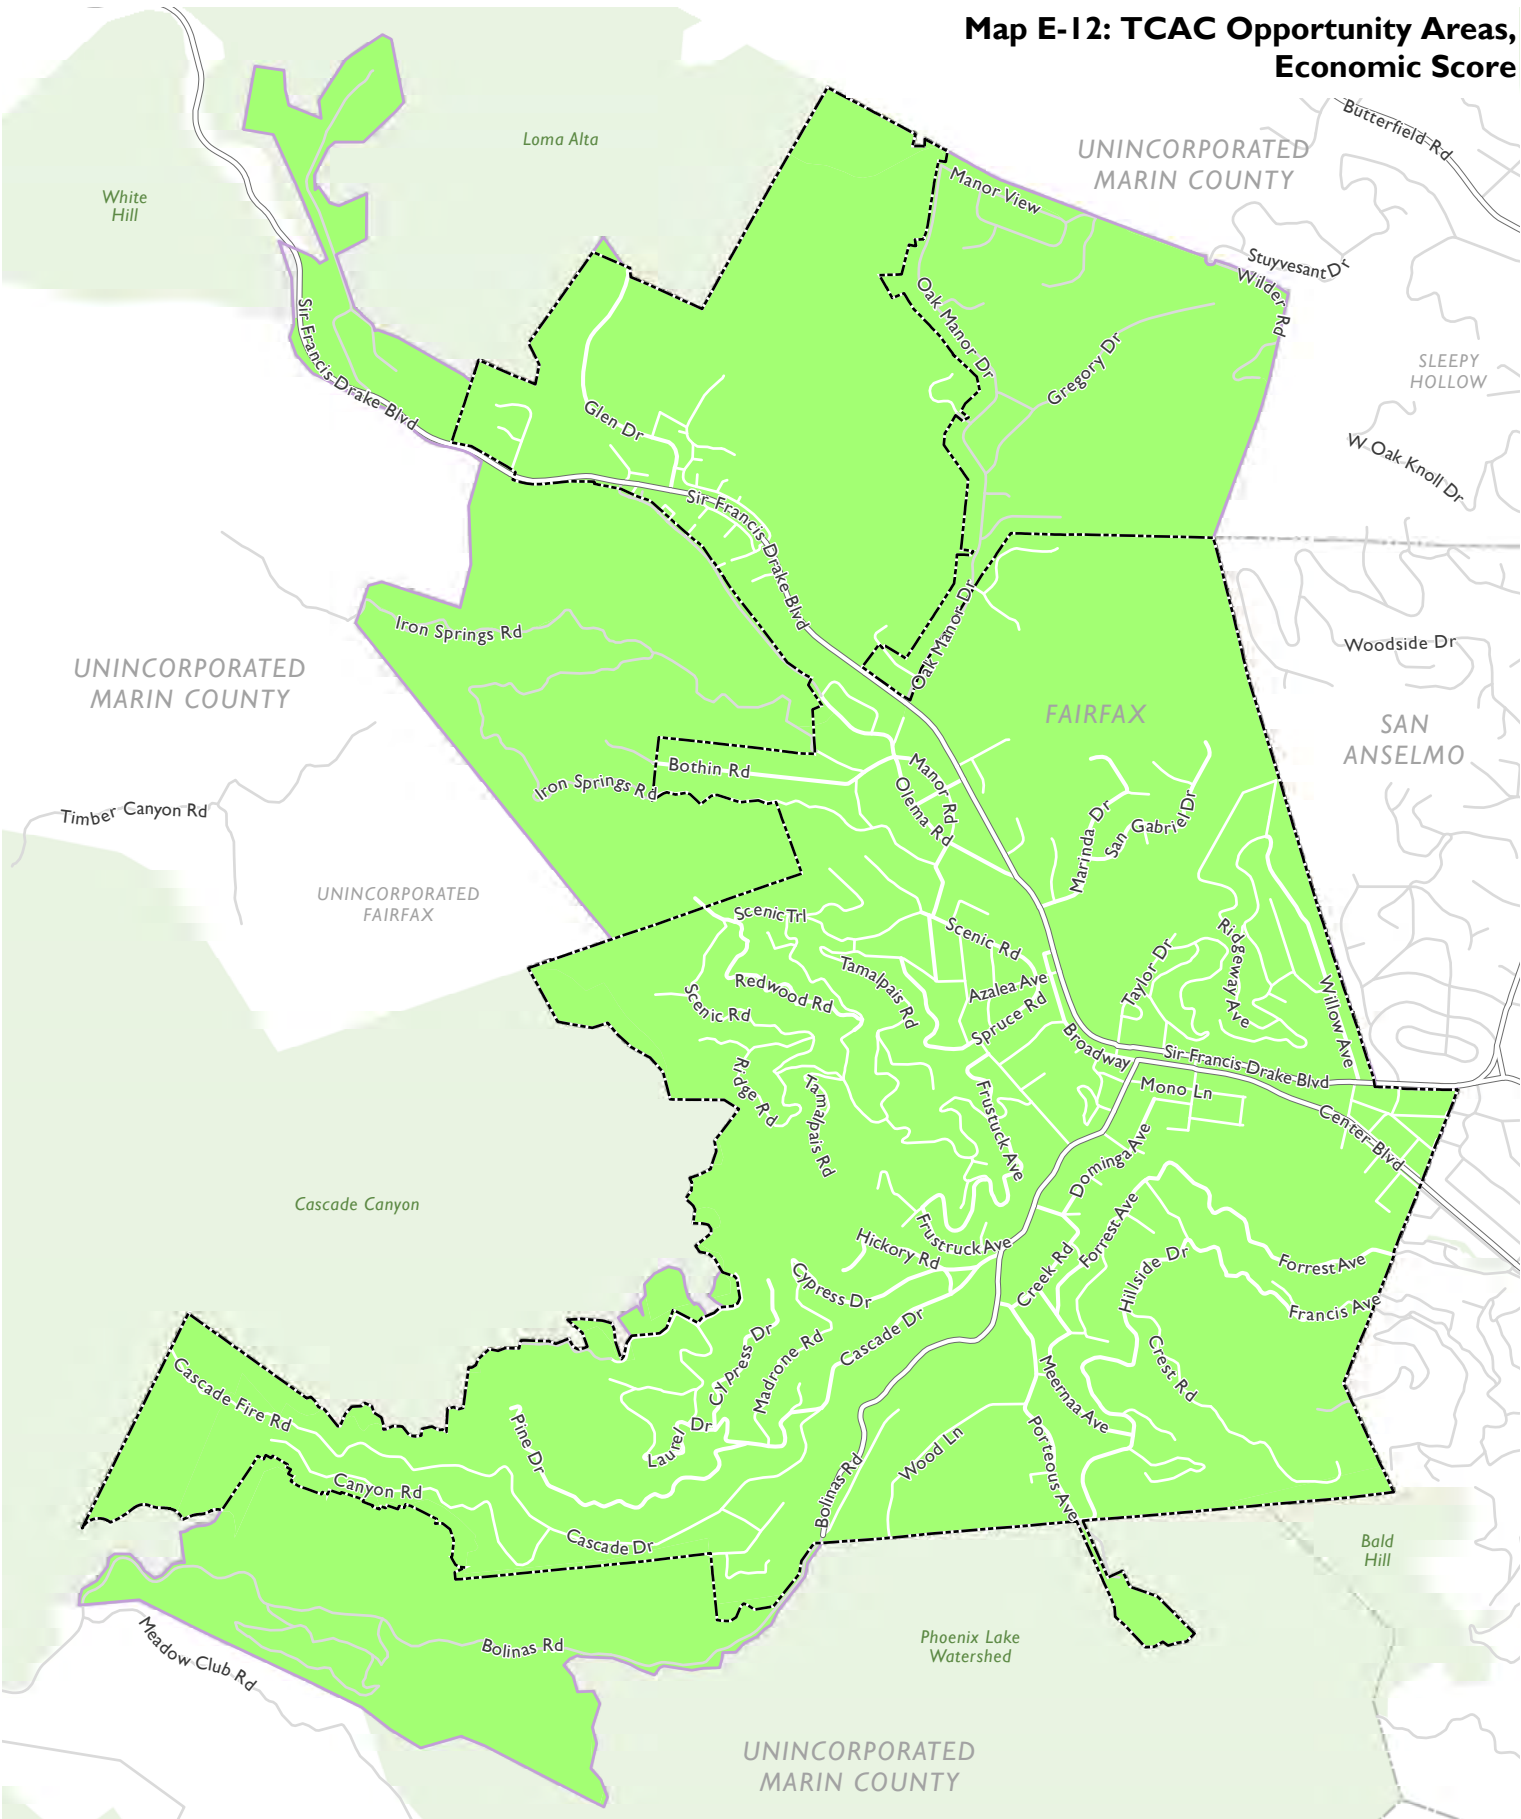 Map E-12: TCAC Opportunity Areas,
Economic Score
Butterfield Rd
UNINCORPORATED
MARIN COUNTY
Loma Alta
White
Hill
Manor View
Stuyvesant Dr
Wilder Rd
Sir Francis Drake Blvd
Oak Manor Dr
Gregory Dr
SLEEPY
HOLLOW
Glen Dr
W Oak Knoll Dr
Sir Francis Drake Blvd
Oak Manor Dr
Iron Springs Rd
Woodside Dr
UNINCORPORATED
MARIN COUNTY
FAIRFAX
SAN
ANSELMO
Bothin Rd
Iron Springs Rd
Manor Rd
Olema Rd
Timber Canyon Rd
Marinda Dr
San Gabriel Dr
UNINCORPORATED
FAIRFAX
Scenic Trl
Scenic Rd
Tamalpais Rd
Redwood Rd
Scenic Rd
Azalea Ave
Spruce Rd
Taylor Dr
Ridgeway Ave
Willow Ave
Broadway
Sir Francis Drake Blvd
Mono Ln
Center Blvd
Ridge Rd
Tamalpais Rd
Frustuck Ave
Dominga Ave
Cascade Canyon
Frustruck Ave
Hickory Rd
Creek Rd
Forrest Ave
Hillside Dr
Forrest Ave
Francis Ave
Cypress Dr
Cascade Dr
Cypress Dr
Madrone Rd
Crest Rd
Meernaa Ave
Cascade Fire Rd
Laurel Dr
Pine Dr
Porteous Ave
Wood Ln
Bolinas Rd
Canyon Rd
Cascade Dr
Bald
Hill
Meadow Club Rd
Bolinas Rd
Phoenix Lake
Watershed
UNINCORPORATED
MARIN COUNTY